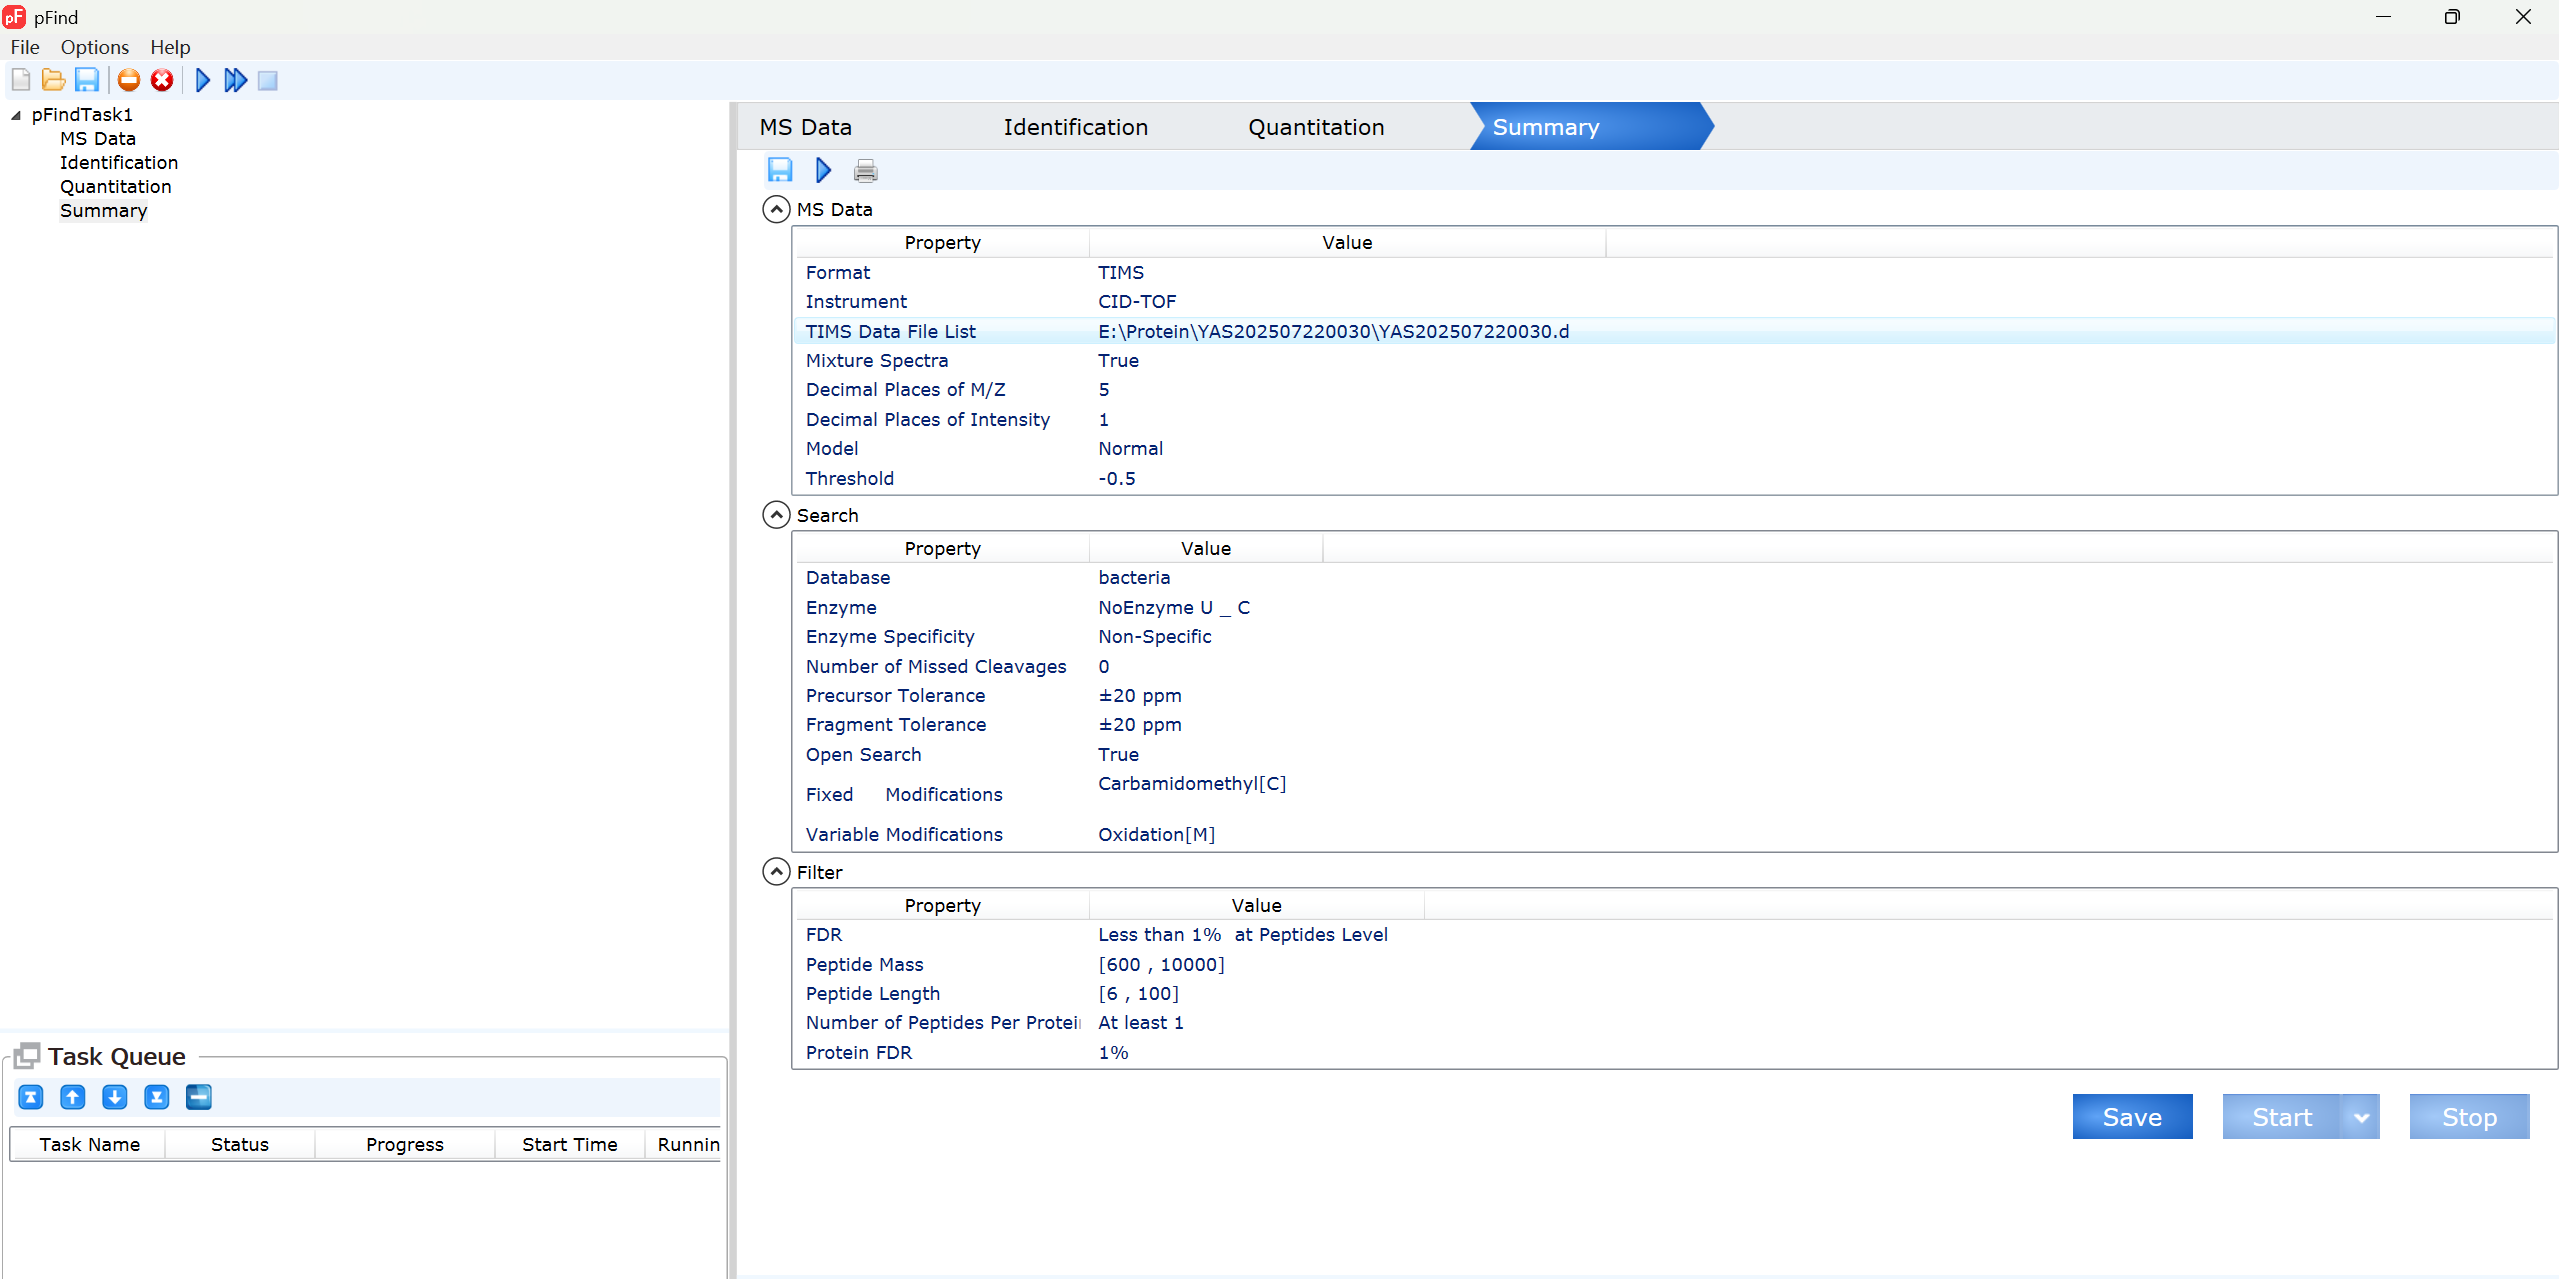 pF pFind
File Options Help
pFindTask1
MS Data
Identification
Quantitation
Summary
MS Data Identification Quantitation Summary
MS Data
Property Value
Format TIMS
Instrument CID-TOF
TIMS Data File List E:\Protein\YAS202507220030\YAS202507220030.d
Mixture Spectra True
Decimal Places of M/Z 5
Decimal Places of Intensity 1
Model Normal
Threshold -0.5
Search
Property Value
Database bacteria
Enzyme NoEnzyme U _ C
Enzyme Specificity Non-Specific
Number of Missed Cleavages 0
Precursor Tolerance ±20 ppm
Fragment Tolerance ±20 ppm
Open Search True
Fixed Modifications Carbamidomethyl[C]
Variable Modifications Oxidation[M]
Filter
Property Value
FDR Less than 1% at Peptides Level
Peptide Mass [600 , 10000]
Peptide Length [6 , 100]
Number of Peptides Per Protei At least 1
Protein FDR 1%
Save Start Stop
Task Queue
Task Name Status Progress Start Time Runnin